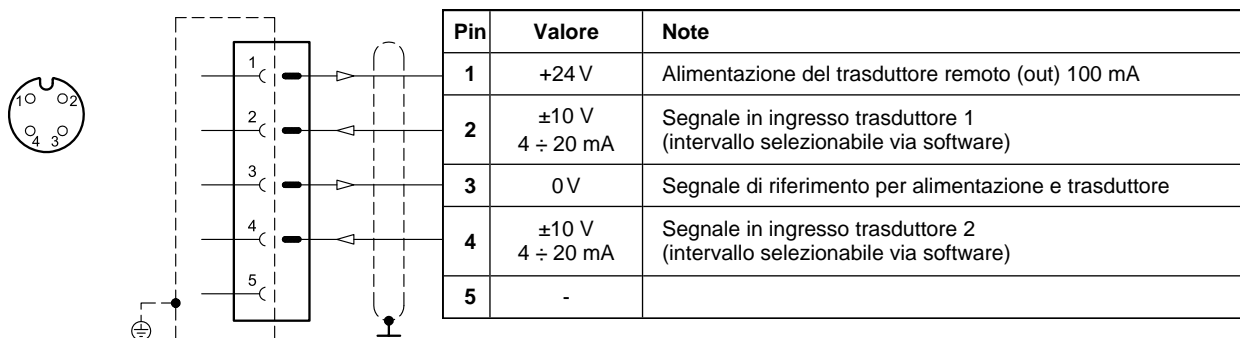 1 2
4 3
1
2
3
4
5
Pin Valore Note
1 +24 V Alimentazione del trasduttore remoto (out) 100 mA
2 ±10 V
4 ÷ 20 mA Segnale in ingresso trasduttore 1
(intervallo selezionabile via software)
3 0 V Segnale di riferimento per alimentazione e trasduttore
4 ±10 V
4 ÷ 20 mA Segnale in ingresso trasduttore 2
(intervallo selezionabile via software)
5 -